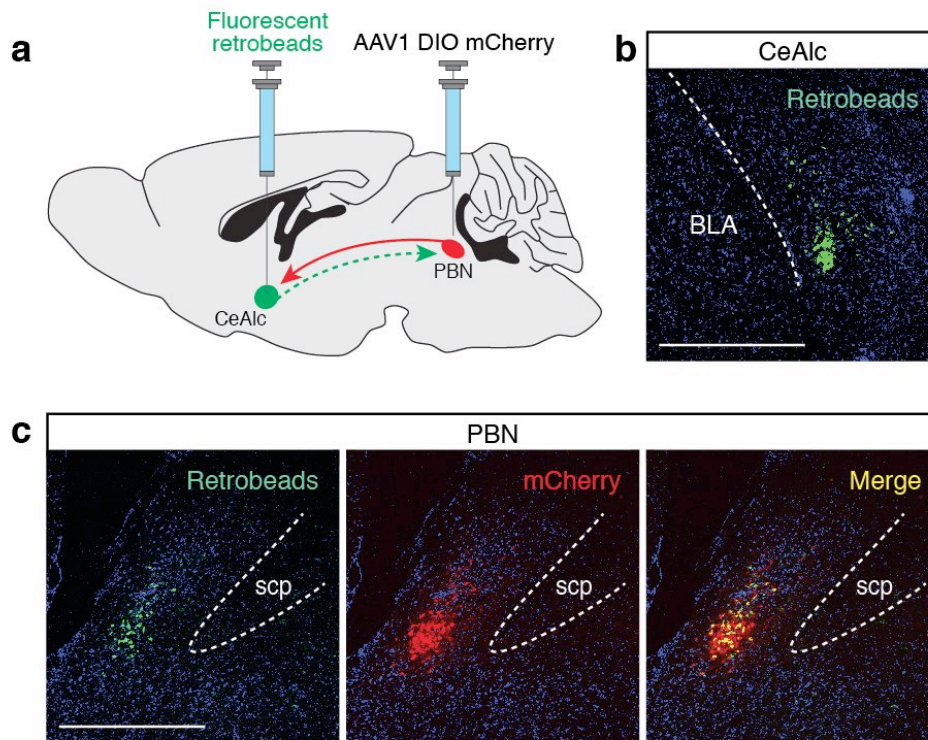 a
Fluorescent
retrobeads
AAV1 DIO mCherry
PBN
CeAlc
b
CeAlc
Retrobeads
BLA
c
PBN
Retrobeads
scp
mCherry
scp
Merge
scp